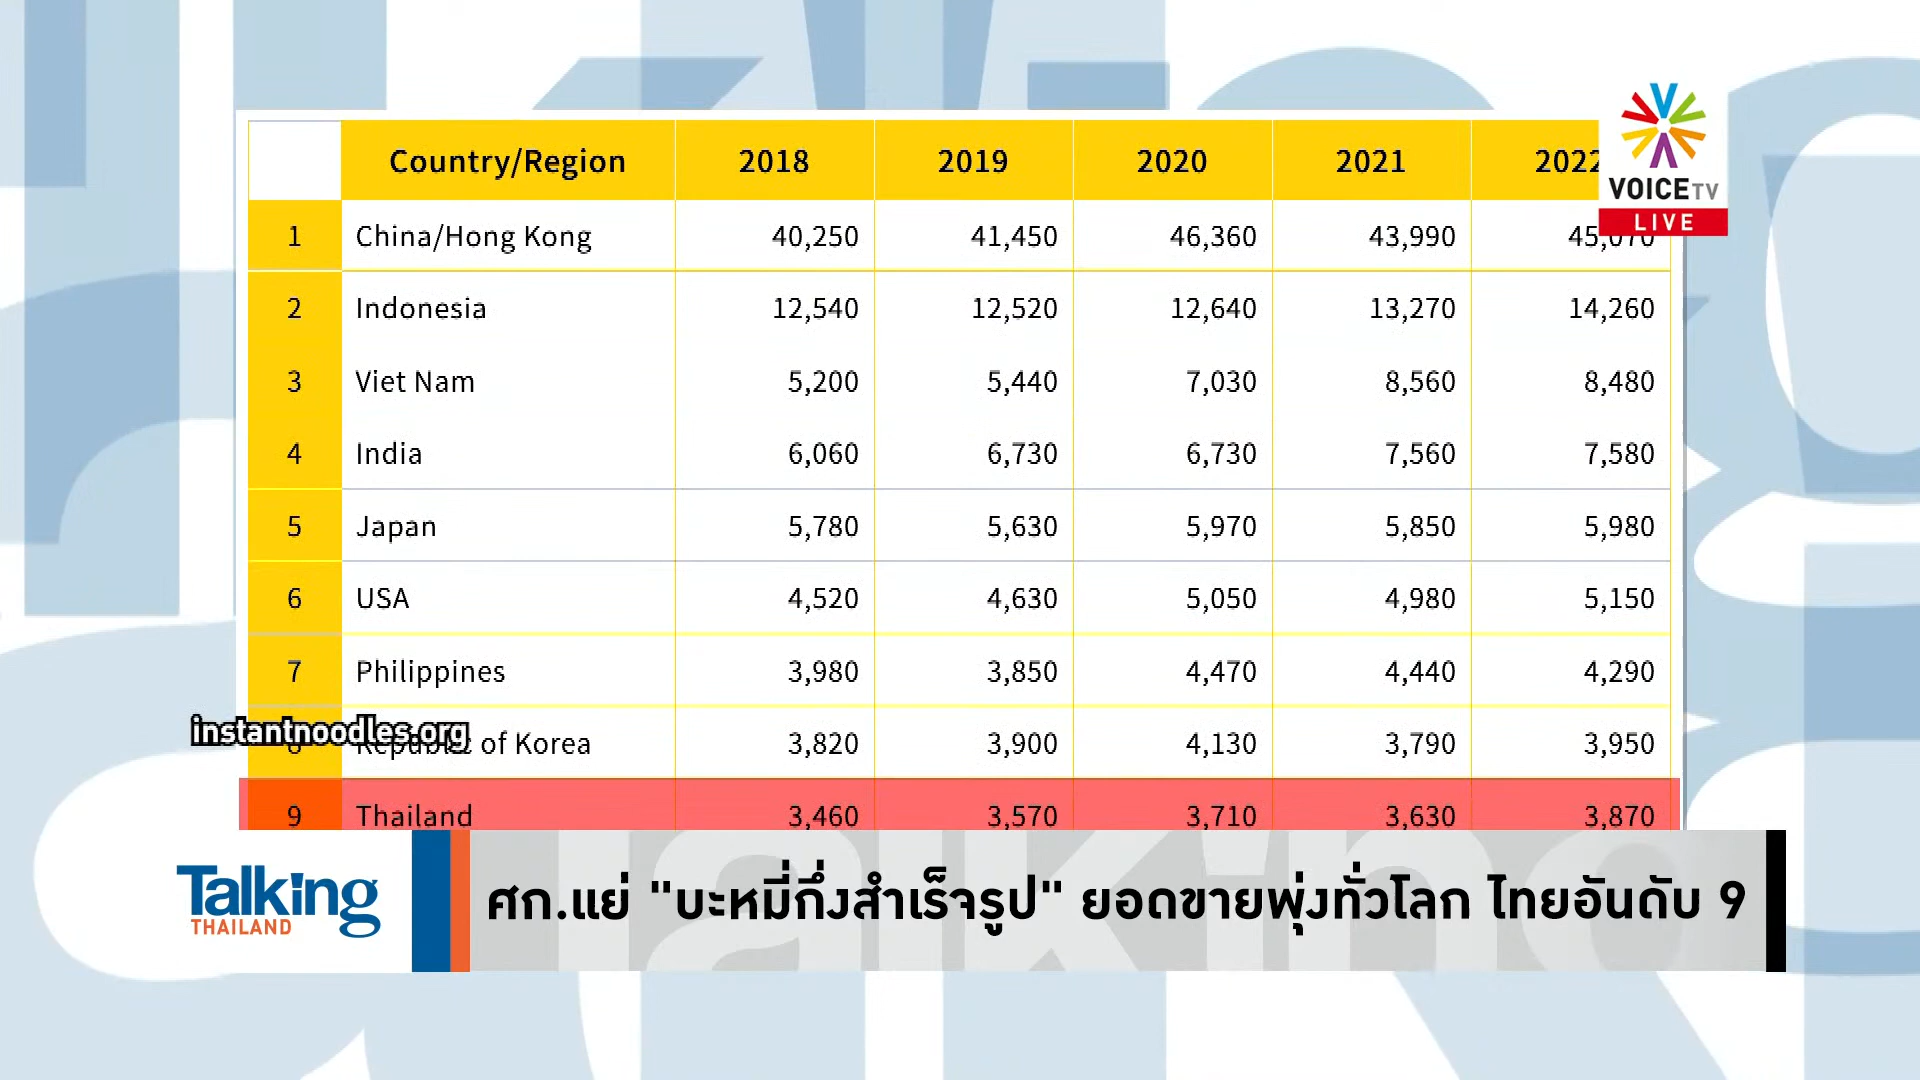 Country/Region 2018 2019 2020 2021 2022
VOICE TV
LIVE
1 China/Hong Kong 40,250 41,450 46,360 43,990 45,070
2 Indonesia 12,540 12,520 12,640 13,270 14,260
3 Viet Nam 5,200 5,440 7,030 8,560 8,480
4 India 6,060 6,730 6,730 7,560 7,580
5 Japan 5,780 5,630 5,970 5,850 5,980
6 USA 4,520 4,630 5,050 4,980 5,150
7 Philippines 3,980 3,850 4,470 4,440 4,290
instantnoodles.org
8 Republic of Korea 3,820 3,900 4,130 3,790 3,950
9 Thailand 3,460 3,570 3,710 3,630 3,870
Talking
THAILAND
ศก.แย่ "บะหมี่กึ่งสำเร็จรูป" ยอดขายพุ่งทั่วโลก ไทยอันดับ 9